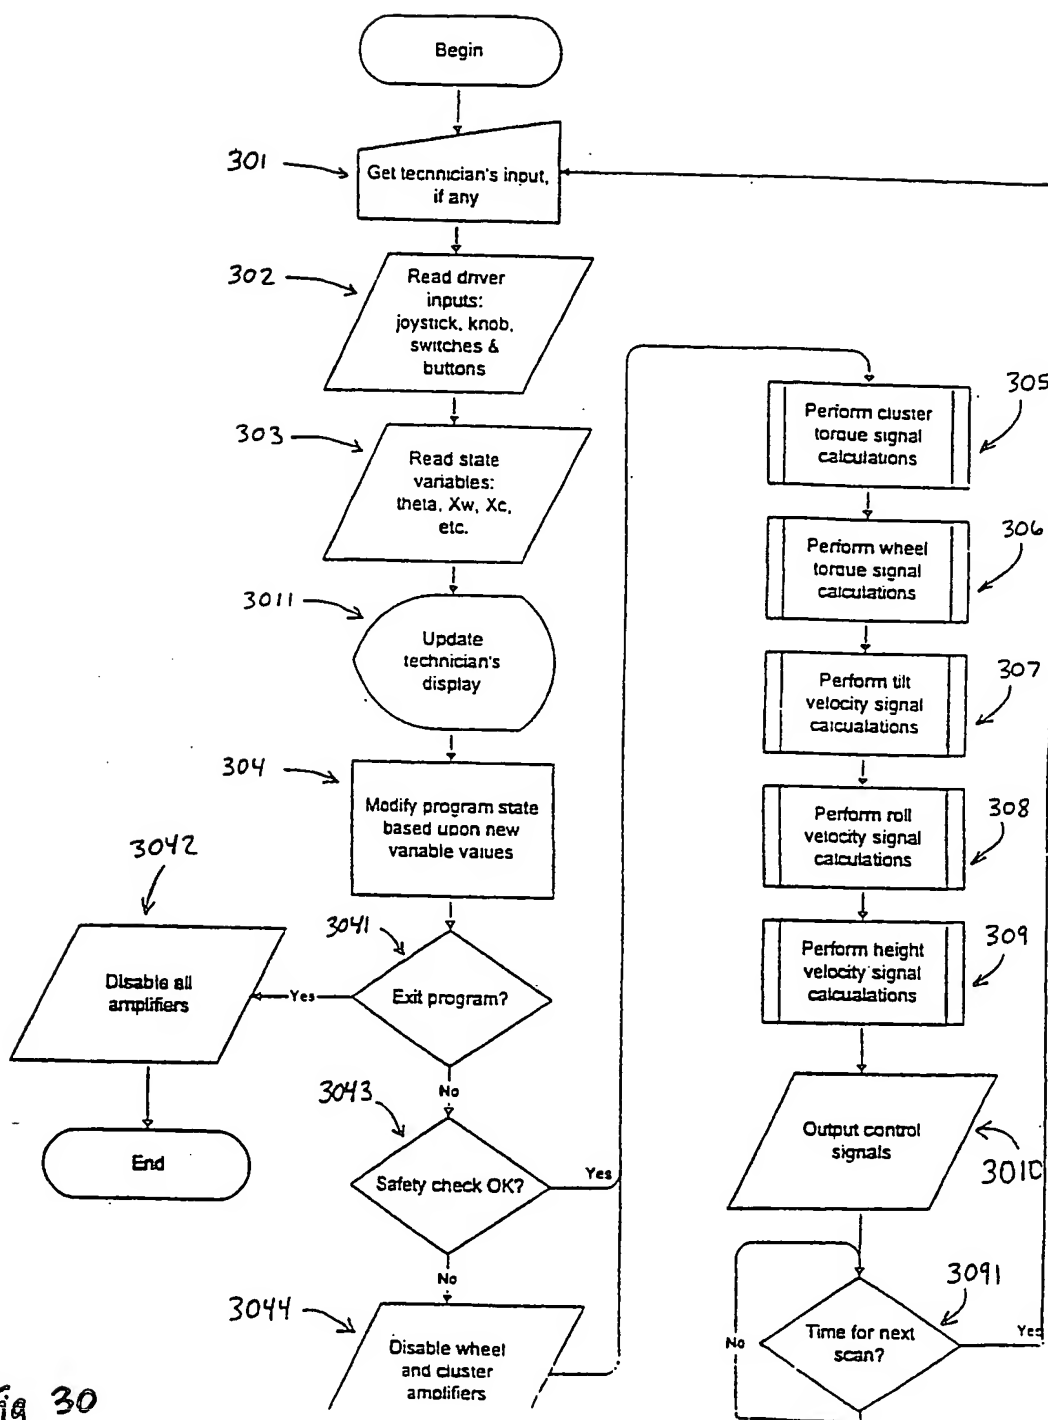 Begin
301
Get technician's input,
if any
302
Read driver
inputs:
joystick, knob,
switches &
buttons
303
Read state
variables:
theta, Xw, Xc,
etc.
3011
Update
technician's
display
304
Modify program state
based upon new
variable values
3042
Disable all
amplifiers
End
3041
Exit program?
Yes
No
3043
Safety check OK?
Yes
No
3044
Disable wheel
and cluster
amplifiers
305
Perform cluster
torque signal
calculations
306
Perform wheel
torque signal
calculations
307
Perform tilt
velocity signal
calcualations
308
Perform roll
velocity signal
calculations
309
Perform height
velocity signal
calcualations
Output control
signals
3010
3091
Time for next
scan?
No
Yes
Fig 30